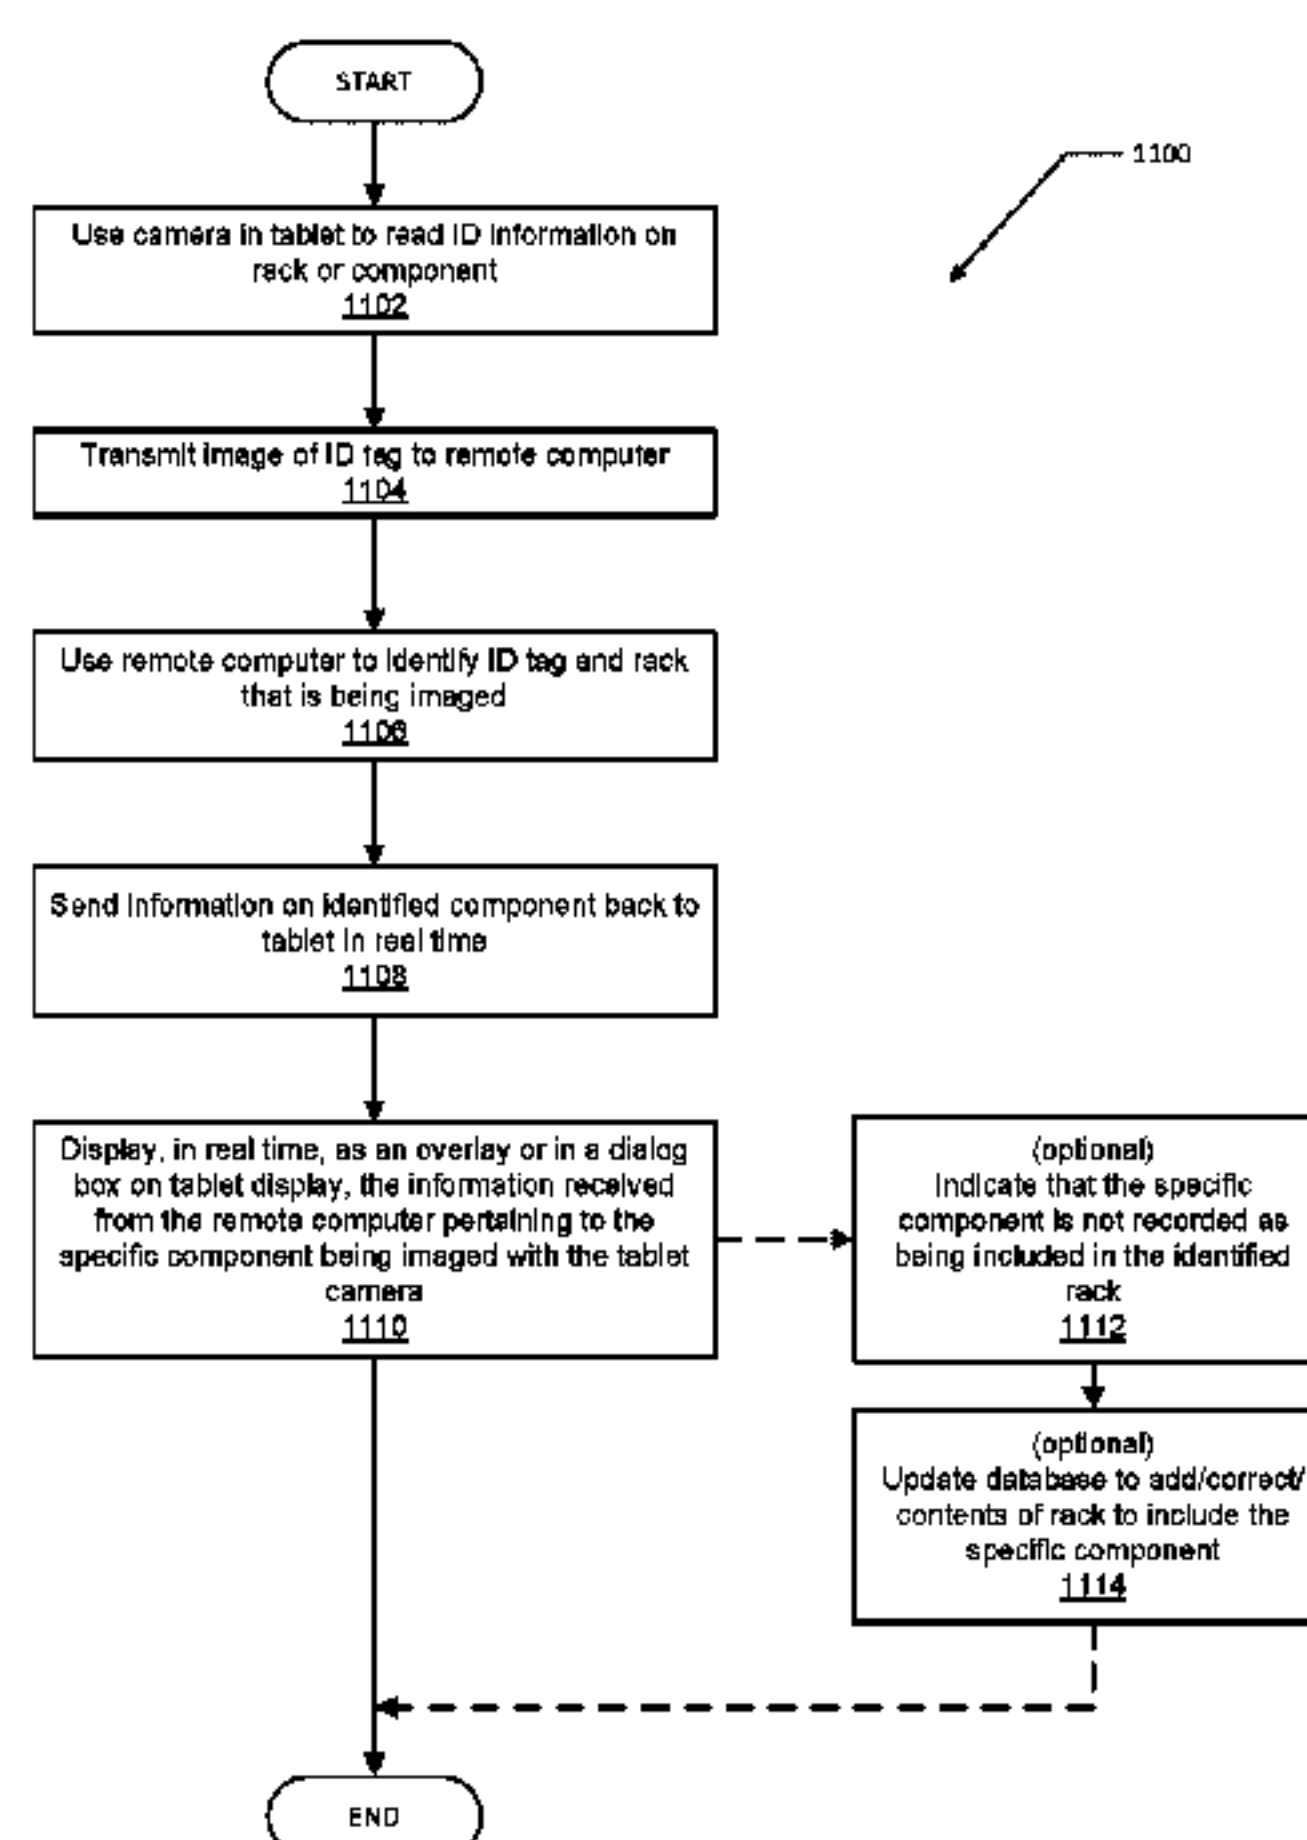 START
1100
Use camera in tablet to read ID information on
rack or component
1102
Transmit image of ID tag to remote computer
1104
Use remote computer to identify ID tag and rack
that is being imaged
1106
Send information on identified component back to
tablet in real time
1108
Display, in real time, as an overlay or in a dialog
box on tablet display, the information received
from the remote computer pertaining to the
specific component being imaged with the tablet
camera
1110
(optional)
Indicate that the specific
component is not recorded as
being included in the identified
rack
1112
(optional)
Update database to add/correct/
contents of rack to include the
specific component
1114
END